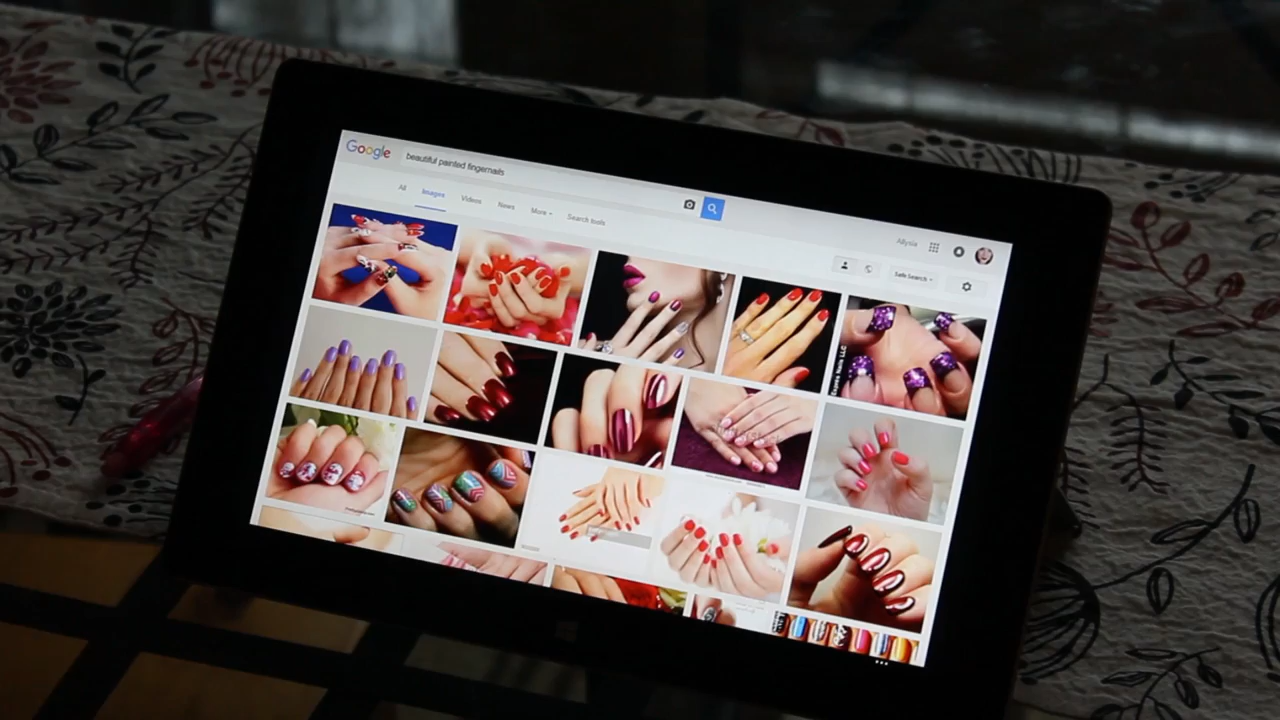 Google
beautiful painted fingernails
All Images Videos News More Search tools
Allysia
SafeSearch